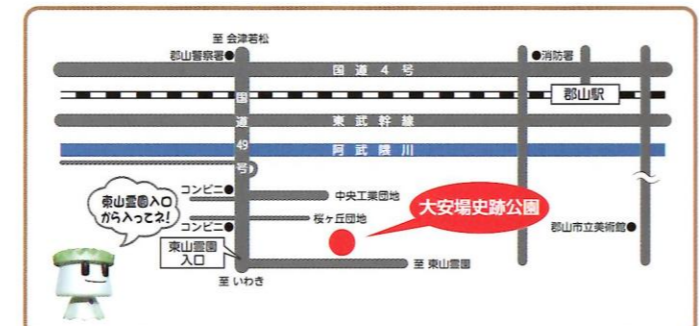 至 会津若松
郡山警察署●
●消防署
国道4号
郡山駅
国道49号
東武幹線
阿武隈川
コンビニ●
中央工業団地
東山霊園入口
から入ってネ!
大安場史跡公園
桜ヶ丘団地
コンビニ●
郡山市立美術館●
東山霊園
入口
至 東山霊園
至 いわき